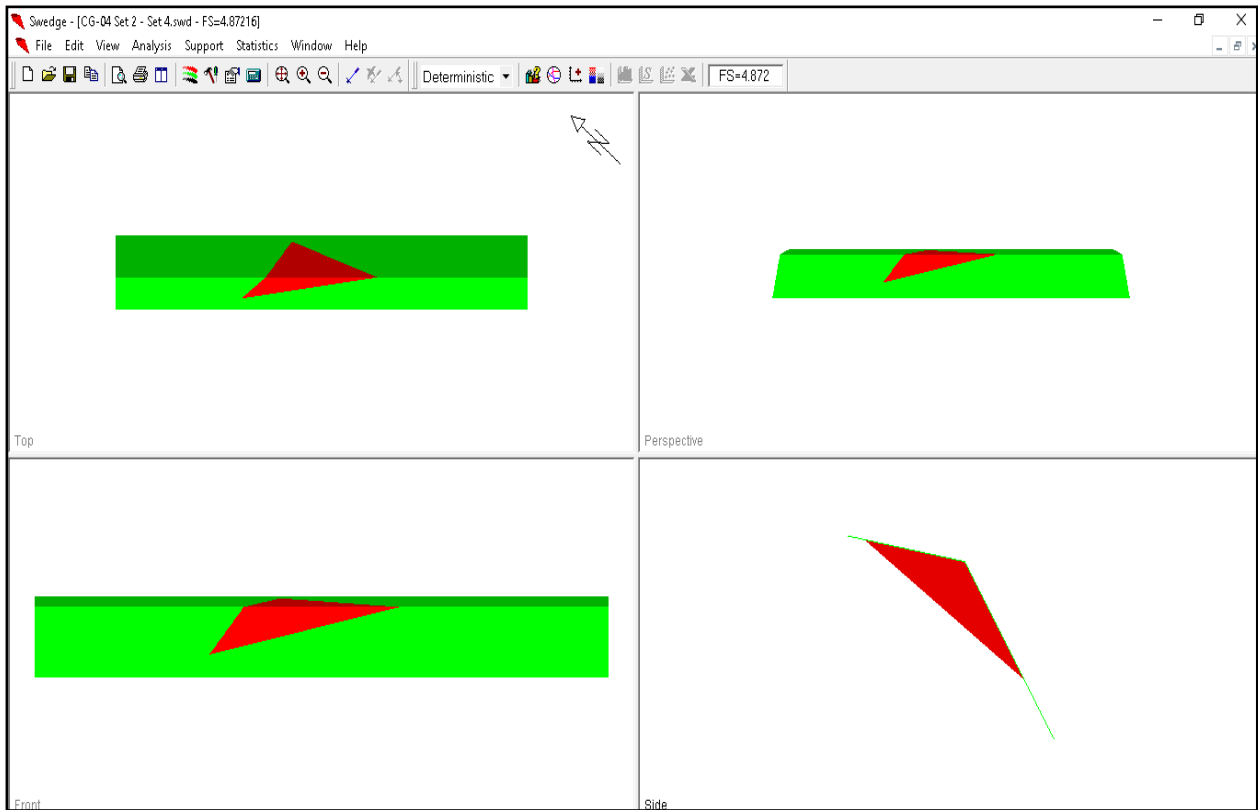 Swedge - [CG-04 Set 2 - Set 4.swd - FS=4.87216]
File Edit View Analysis Support Statistics Window Help
Deterministic FS=4.872
Top
Perspective
Front
Side